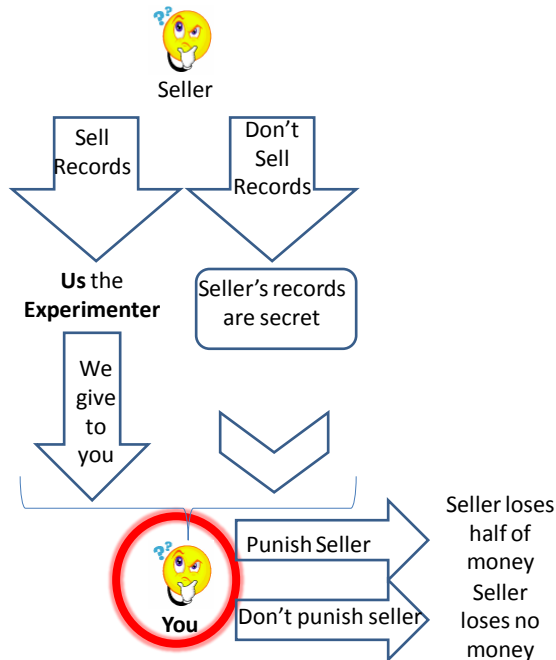 ??
Seller
Sell
Records
Don't
Sell
Records
Us the
Experimenter
Seller's records
are secret
We
give
to
you
??
You
Punish Seller
Don't punish seller
Seller loses
half of
money
Seller
loses no
money